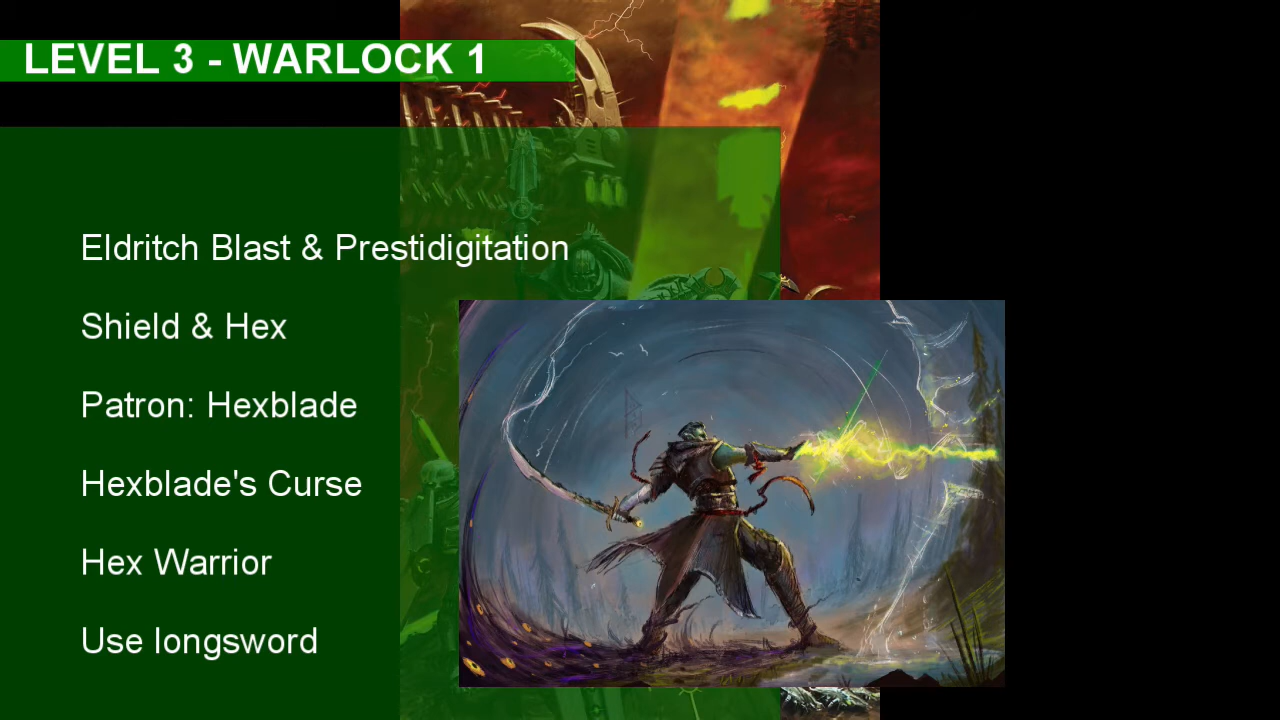 LEVEL 3 - WARLOCK 1
Eldritch Blast & Prestidigitation
Shield & Hex
Patron: Hexblade
Hexblade's Curse
Hex Warrior
Use longsword